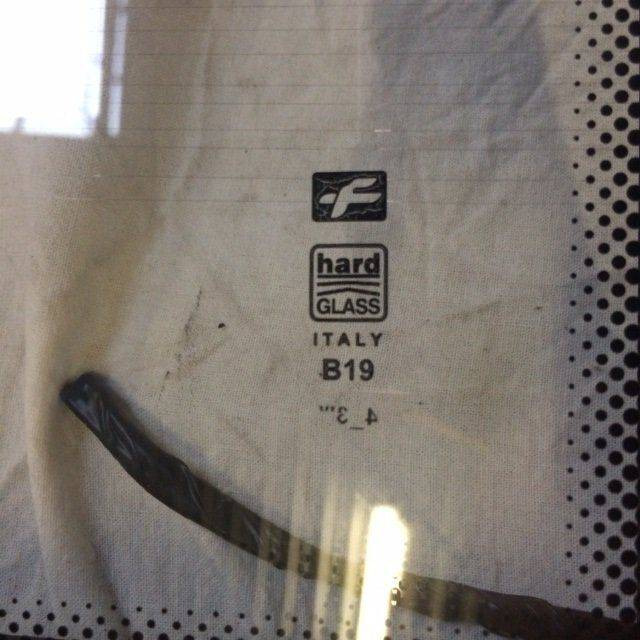 F
hard
GLASS
ITALY
B19
4_3'''